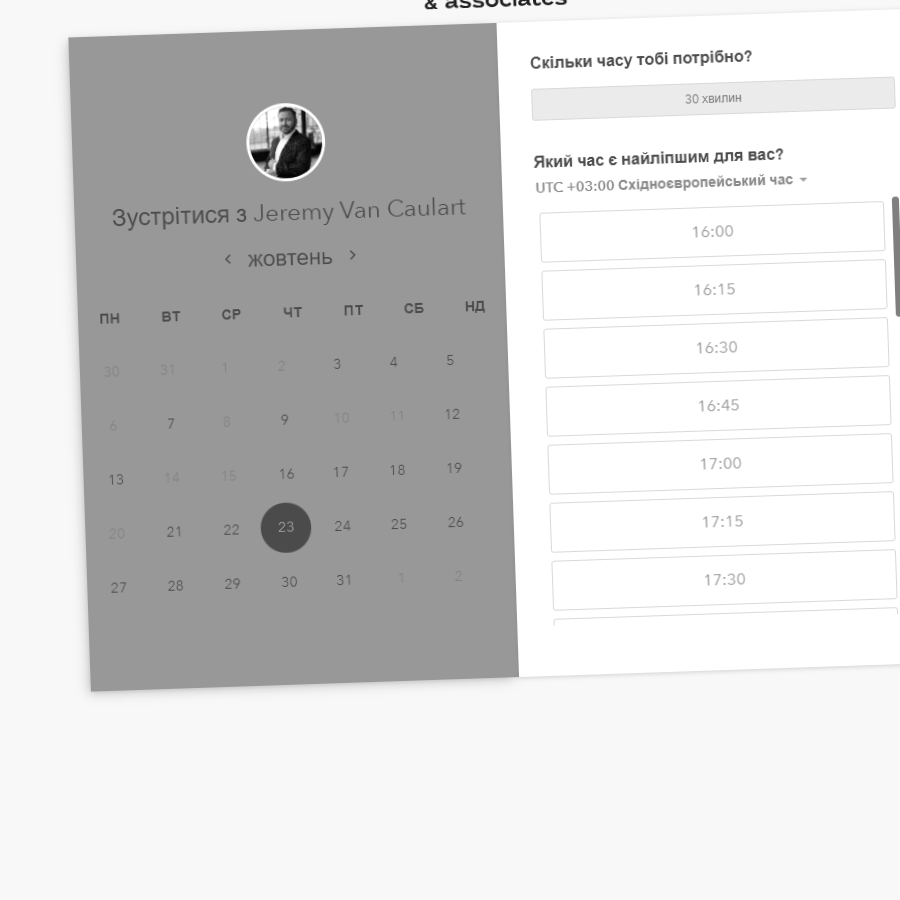 & associates
Зустрітися з Jeremy Van Caulart
жовтень
ПН ВТ СР ЧТ ПТ СБ НД
30 31 1 2 3 4 5
6 7 8 9 10 11 12
13 14 15 16 17 18 19
20 21 22 23 24 25 26
27 28 29 30 31 1 2
Скільки часу тобі потрібно?
30 хвилин
Який час є найліпшим для вас?
UTC +03:00 Східноєвропейський час
16:00
16:15
16:30
16:45
17:00
17:15
17:30